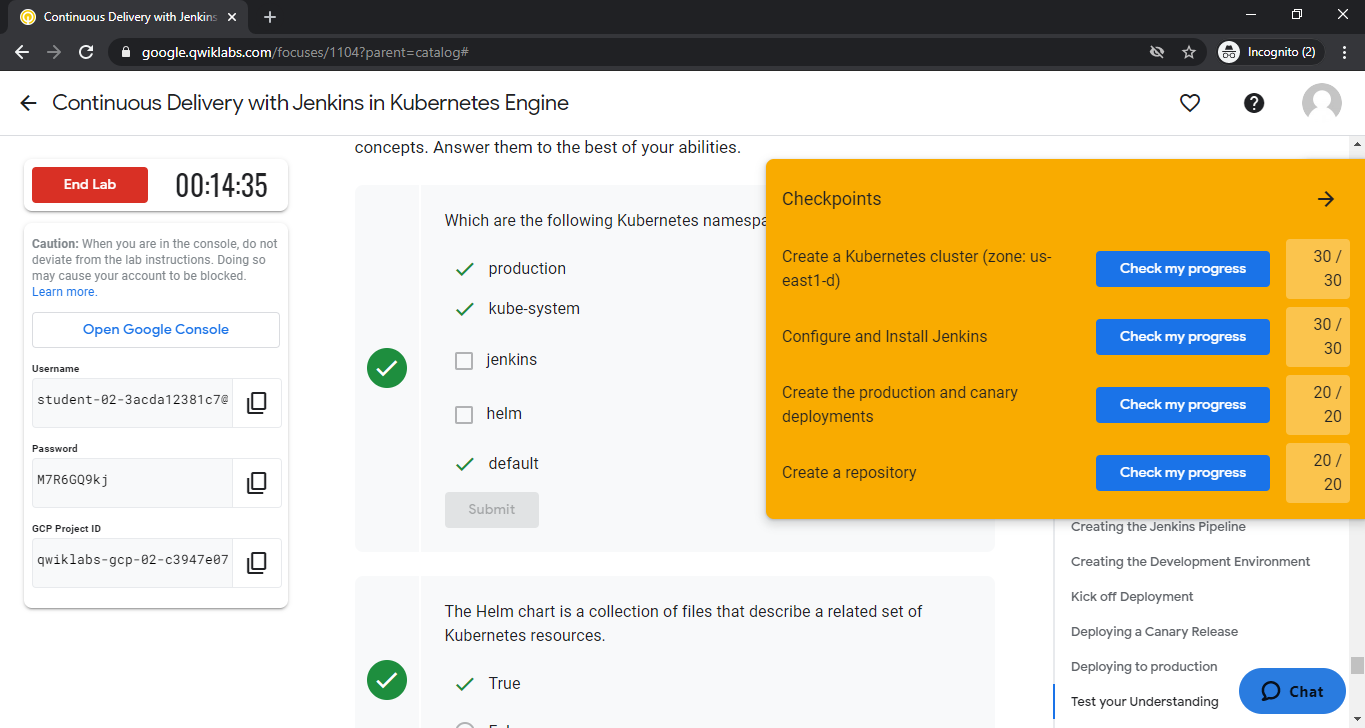 Continuous Delivery with Jenkins
google.qwiklabs.com/focuses/1104?parent=catalog#
Incognito (2)
Continuous Delivery with Jenkins in Kubernetes Engine
End Lab
00:14:35
Caution: When you are in the console, do not
deviate from the lab instructions. Doing so
may cause your account to be blocked.
Learn more.
Open Google Console
Username
student-02-3acda12381c7@
Password
M7R6GQ9kj
GCP Project ID
qwiklabs-gcp-02-c3947e07
concepts. Answer them to the best of your abilities.
Which are the following Kubernetes namespa
production
kube-system
jenkins
helm
default
Submit
The Helm chart is a collection of files that describe a related set of
Kubernetes resources.
True
Checkpoints
Create a Kubernetes cluster (zone: us-
east1-d)
Check my progress
30 /
30
Configure and Install Jenkins
Check my progress
30 /
30
Create the production and canary
deployments
Check my progress
20 /
20
Create a repository
Check my progress
20 /
20
Creating the Jenkins Pipeline
Creating the Development Environment
Kick off Deployment
Deploying a Canary Release
Deploying to production
Test your Understanding
Chat